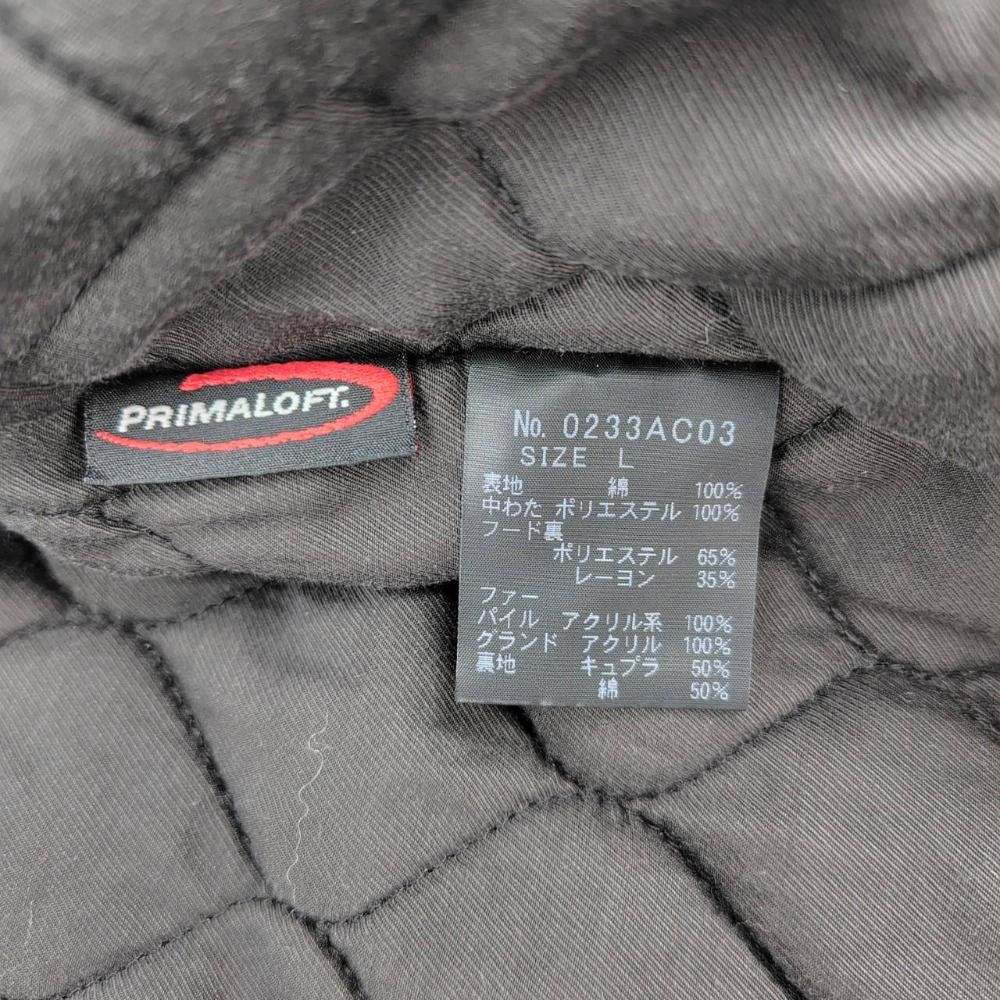 PRIMALOFT.
No. 0233AC03
SIZE L
表地 綿 100%
中わた ポリエステル 100%
フード裏
ポリエステル 65%
レーヨン 35%
ファー
パイル アクリル系 100%
グランド アクリル 100%
裏地 キュプラ 50%
綿 50%